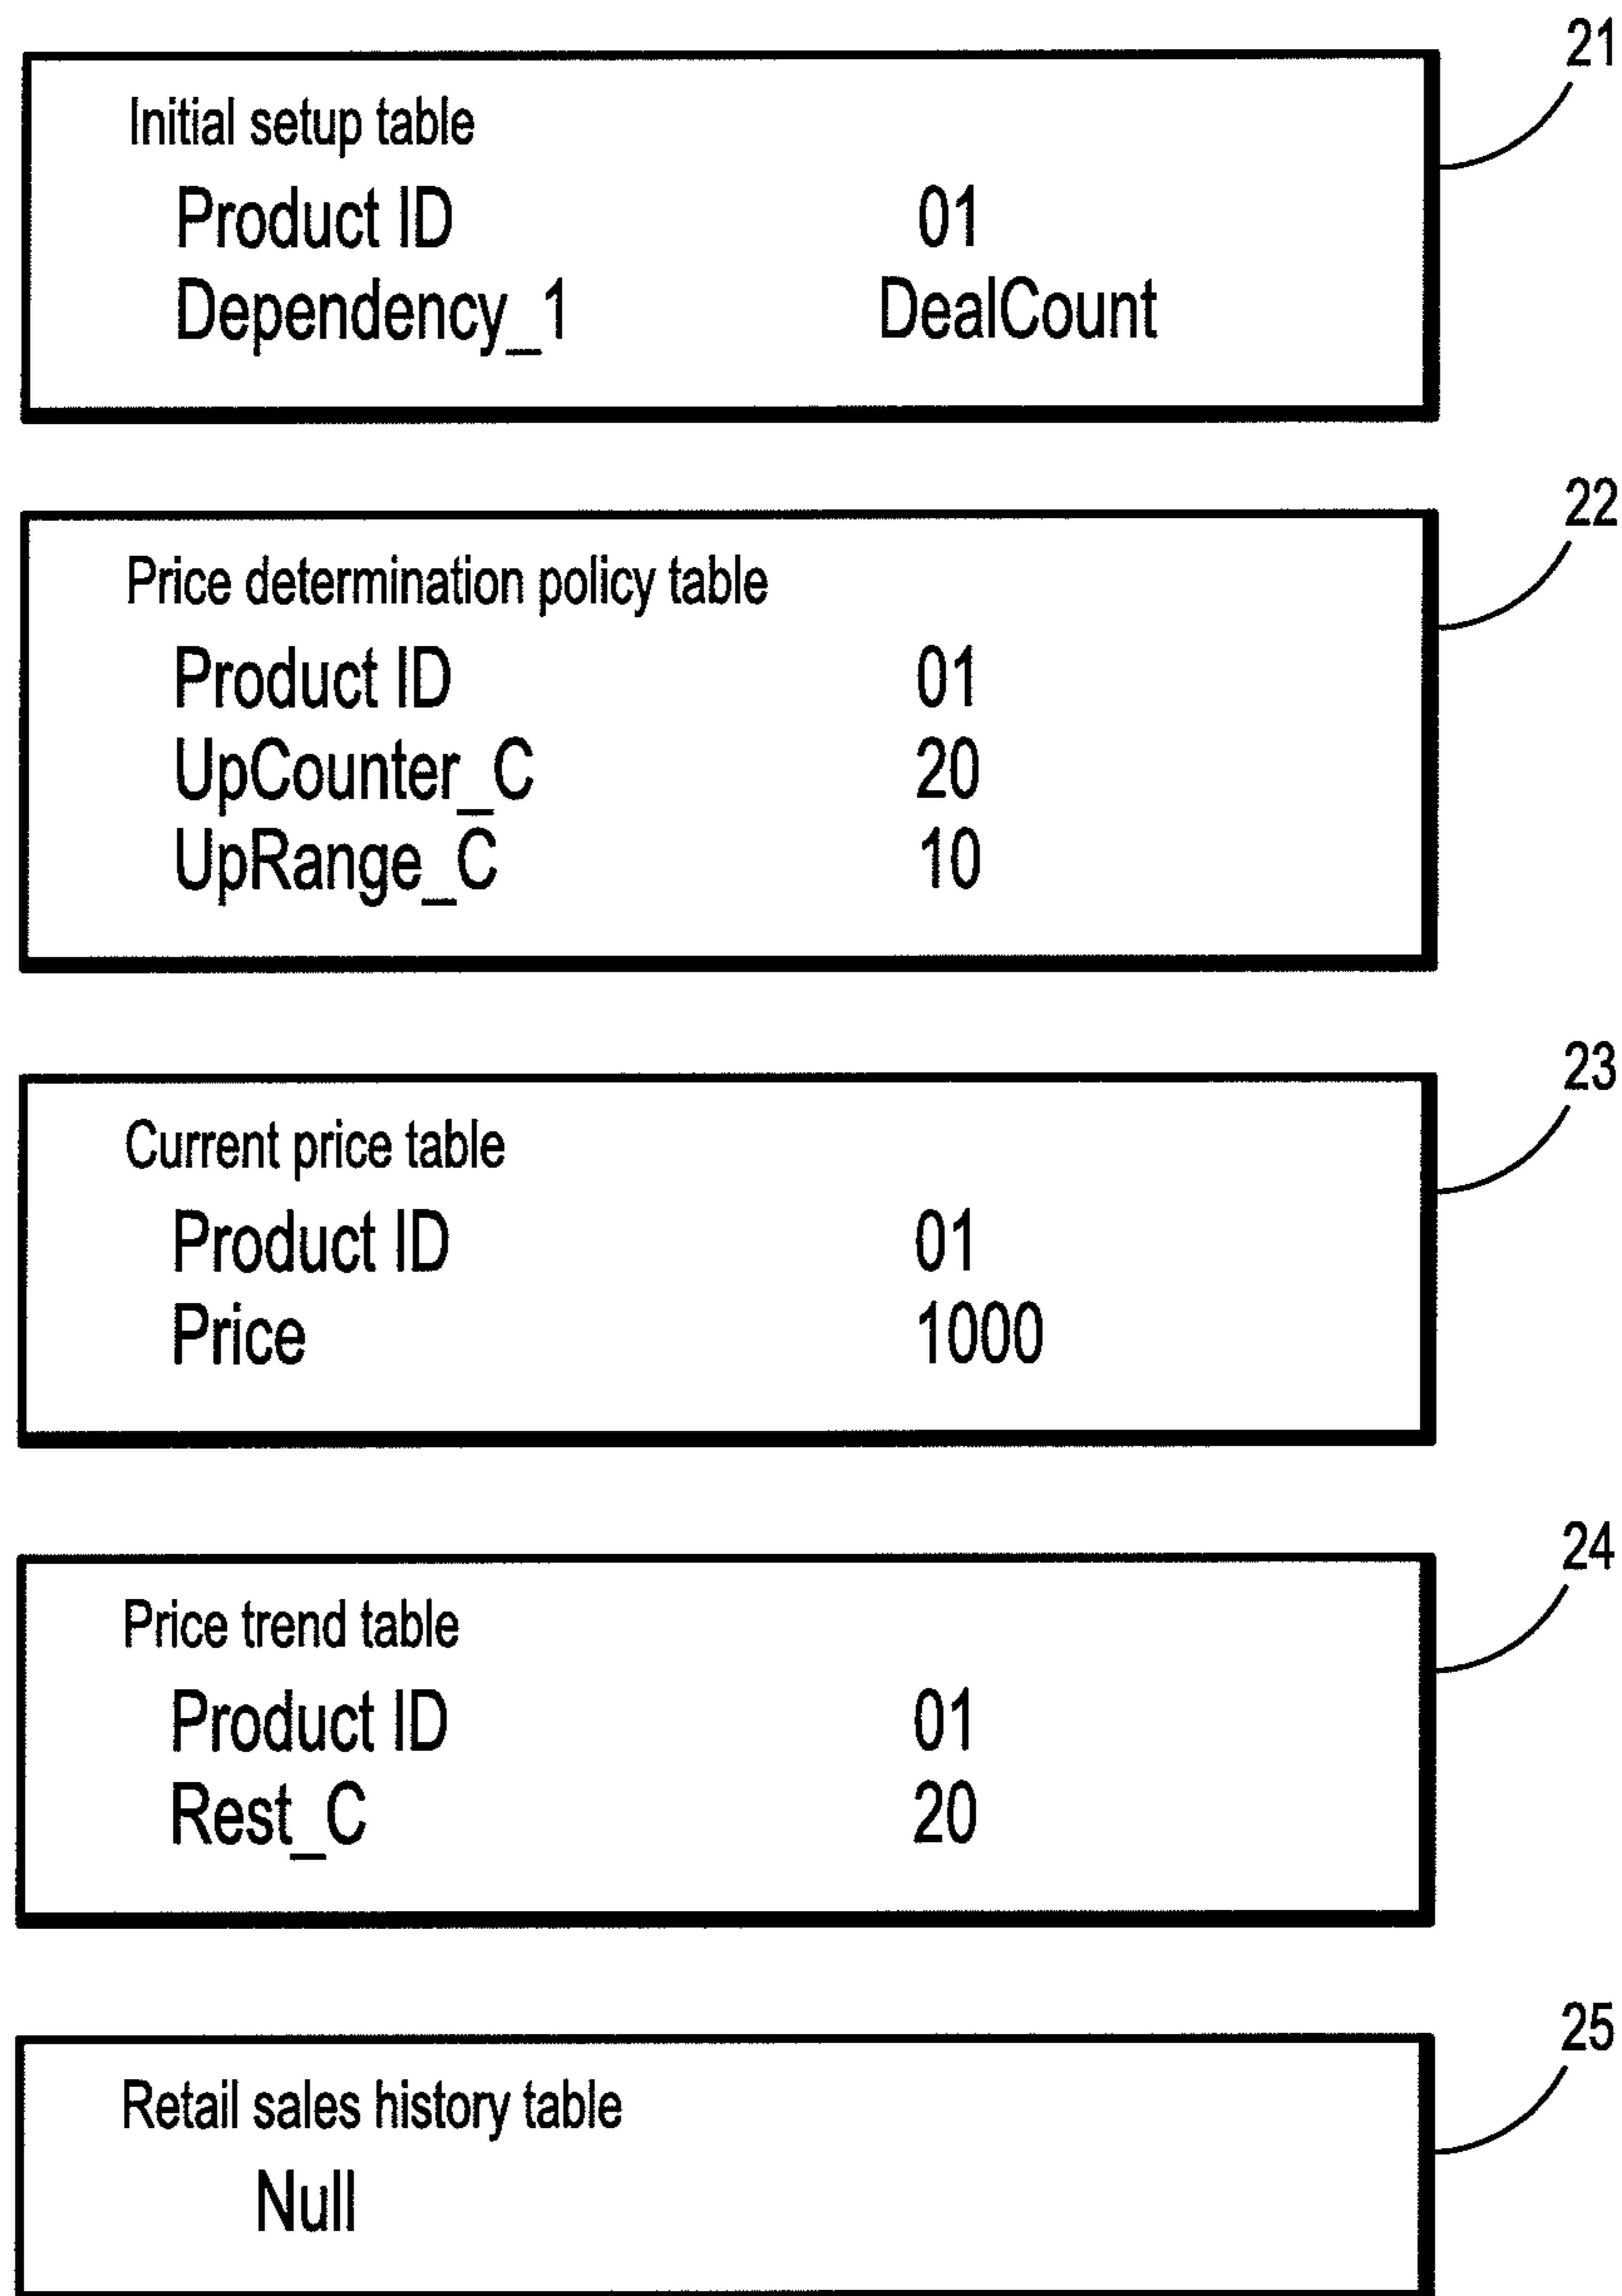 21
Initial setup table
Product ID 01
Dependency_1 DealCount
22
Price determination policy table
Product ID 01
UpCounter_C 20
UpRange_C 10
23
Current price table
Product ID 01
Price 1000
24
Price trend table
Product ID 01
Rest_C 20
25
Retail sales history table
Null